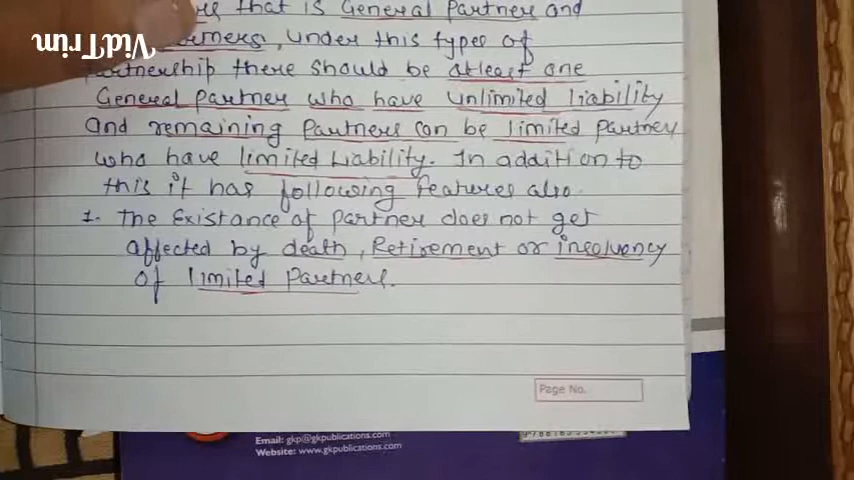 that is General Partner and
, under this types of
partnership there should be atleast one
General partner who have unlimited liability
and remaining partners can be limited partner
who have limited liability. In addition to
this it has following features also.
1. The Existance of partner does not get
affected by death, Retirement or insolvency
of limited partners.
Page No.
Email: gkp@gkpublications.com
Website: www.gkpublications.com
VidTrim